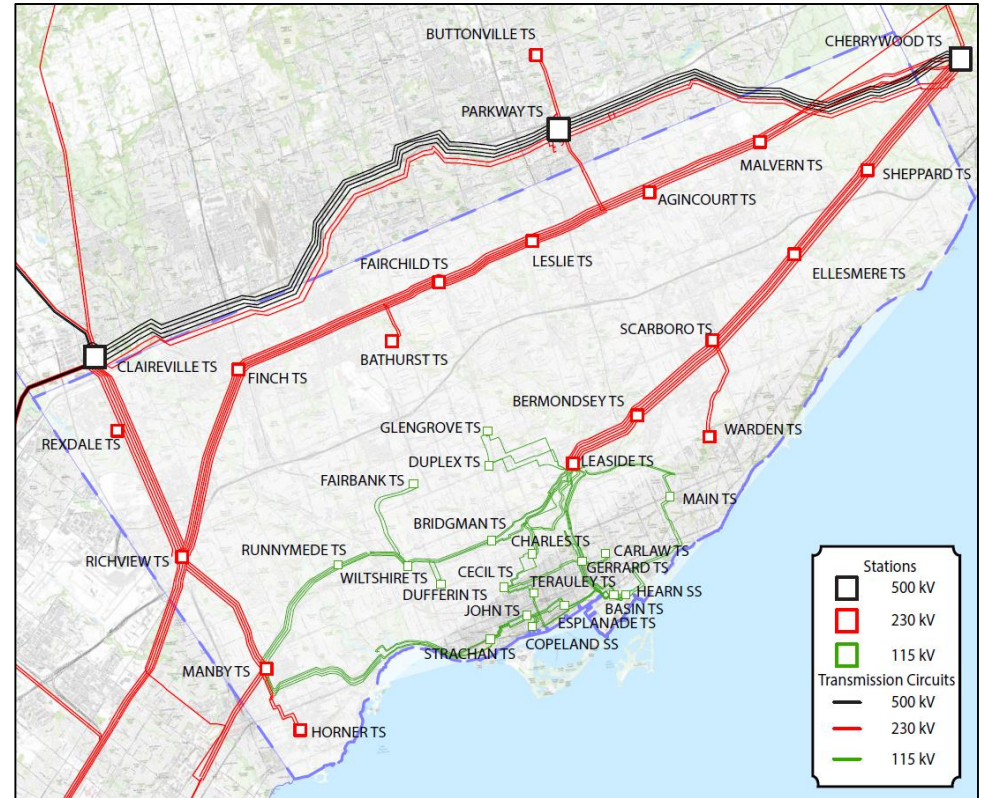 BUTTONVILLE TS
CHERRYWOOD TS
PARKWAY TS
MALVERN TS
SHEPPARD TS
AGINCOURT TS
LESLIE TS
FAIRCHILD TS
ELLESMERE TS
SCARBORO TS
BATHURST TS
CLAIREVILLE TS
FINCH TS
BERMONDSEY TS
GLENGROVE TS
WARDEN TS
REXDALE TS
DUPLEX TS
LEASIDE TS
FAIRBANK TS
MAIN TS
BRIDGMAN TS
CHARLES TS
CARLAW TS
RUNNYMEDE TS
RICHVIEW TS
GERRARD TS
WILTSHIRE TS
CECIL TS
TERAULEY TS
DUFFERIN TS
HEARN SS
JOHN TS
BASIN TS
ESPLANADE TS
COPELAND SS
STRACHAN TS
MANBY TS
HORNER TS
Stations
500 kV
230 kV
115 kV
Transmission Circuits
500 kV
230 kV
115 kV